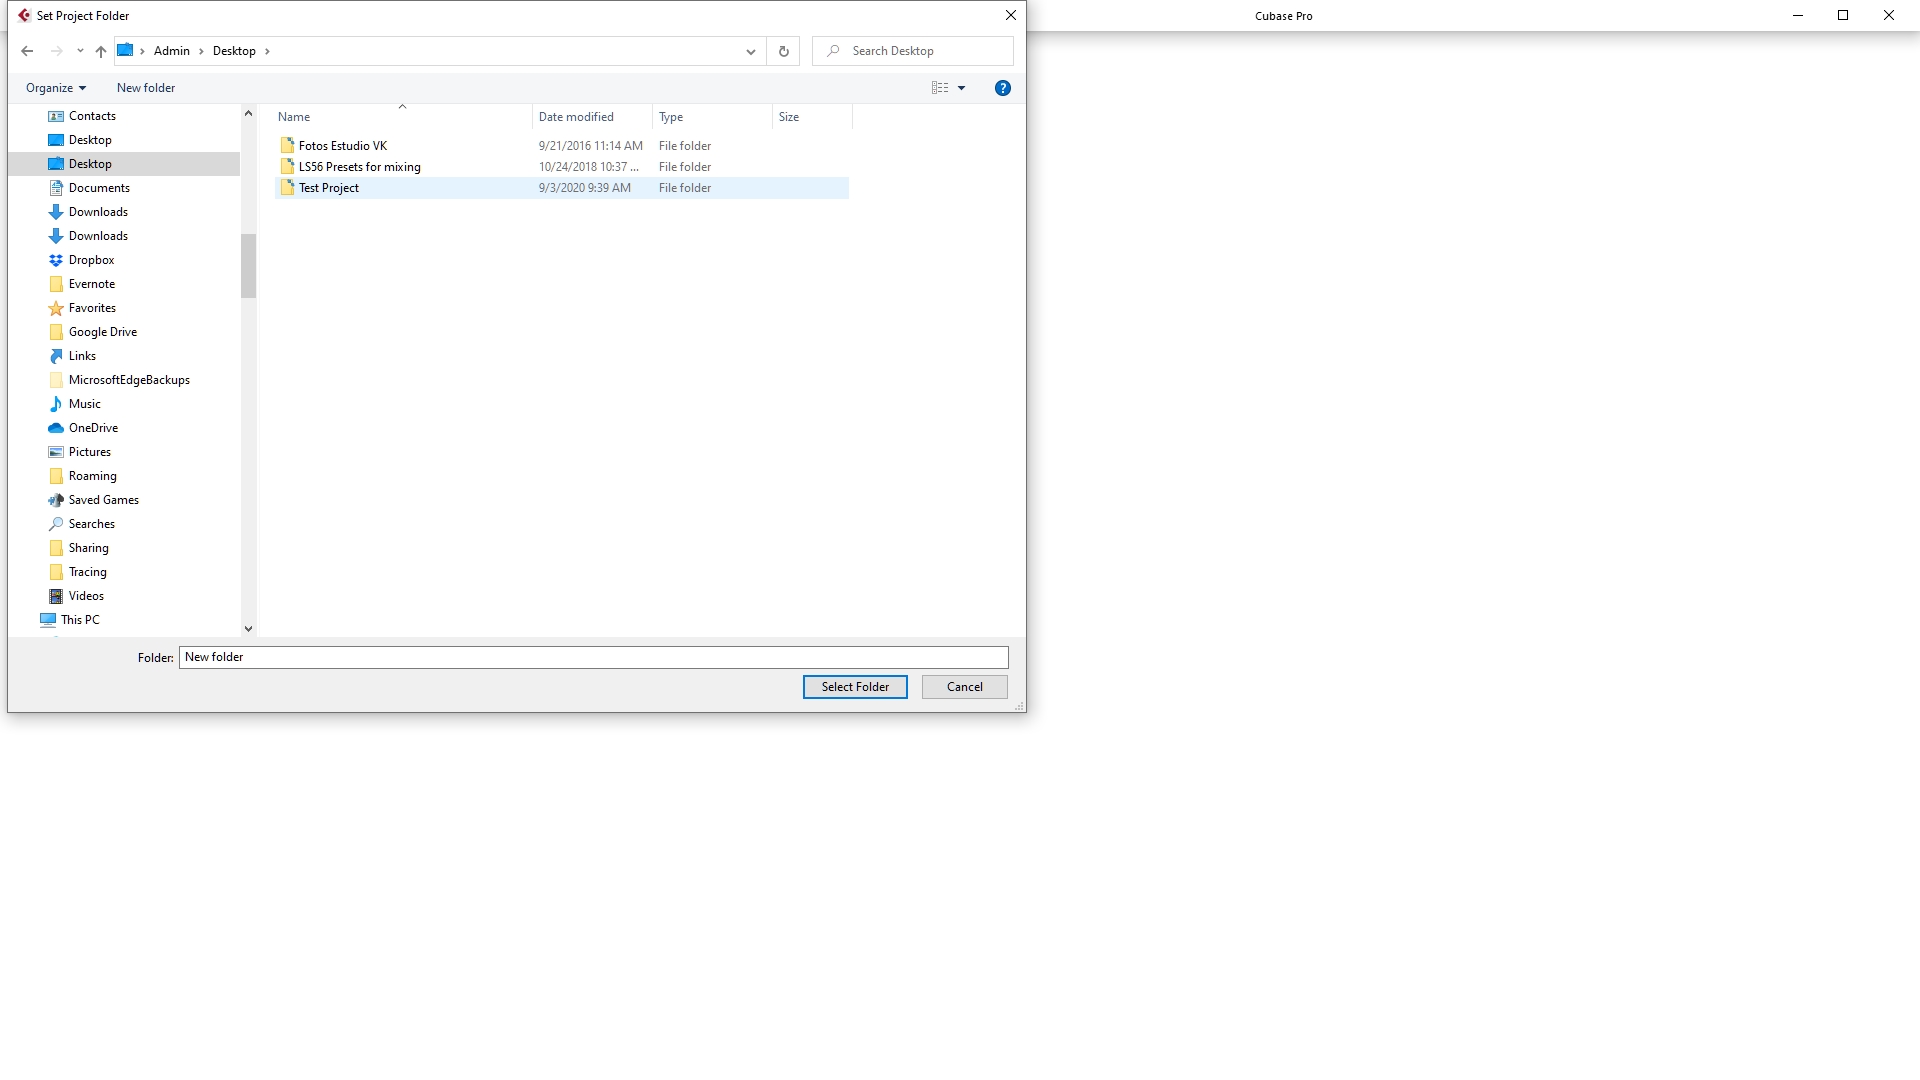 Set Project Folder
Cubase Pro
Admin
Desktop
Search Desktop
Organize
New folder
?
Name
Date modified
Type
Size
Fotos Estudio VK 9/21/2016 11:14 AM File folder
LS56 Presets for mixing 10/24/2018 10:37 ... File folder
Test Project 9/3/2020 9:39 AM File folder
Contacts
Desktop
Desktop
Documents
Downloads
Downloads
Dropbox
Evernote
Favorites
Google Drive
Links
MicrosoftEdgeBackups
Music
OneDrive
Pictures
Roaming
Saved Games
Searches
Sharing
Tracing
Videos
This PC
Folder: New folder
Select Folder
Cancel